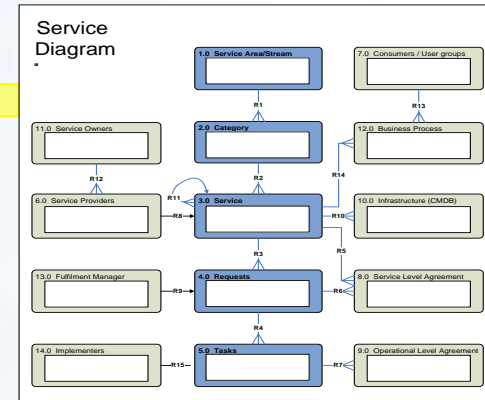 Service
Diagram
1.0 Service Area/Stream
7.0 Consumers / User groups
R1
R13
11.0 Service Owners
2.0 Category
12.0 Business Process
R12
R2
R14
6.0 Service Providers
R11
R8
3.0 Service
R10
10.0 Infrastructure (CMDB)
R3
R5
13.0 Fulfilment Manager
R9
4.0 Requests
R6
8.0 Service Level Agreement
R4
14.0 Implementers
R15
5.0 Tasks
R7
9.0 Operational Level Agreement